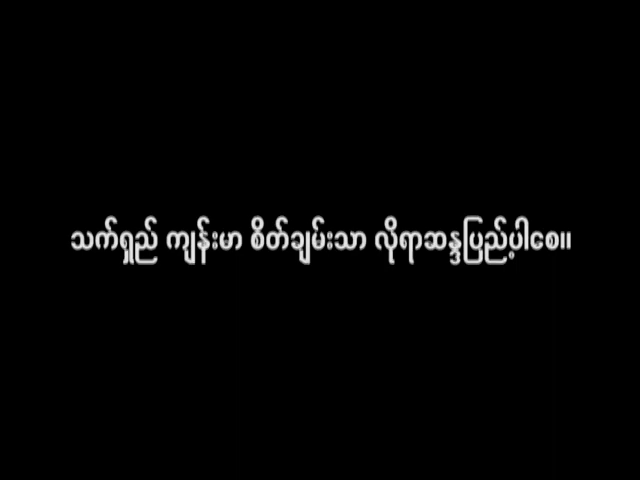 သက်ရှည် ကျန်းမာ စိတ်ချမ်းသာ လိုရာဆန္ဒပြည့်ပါစေ။